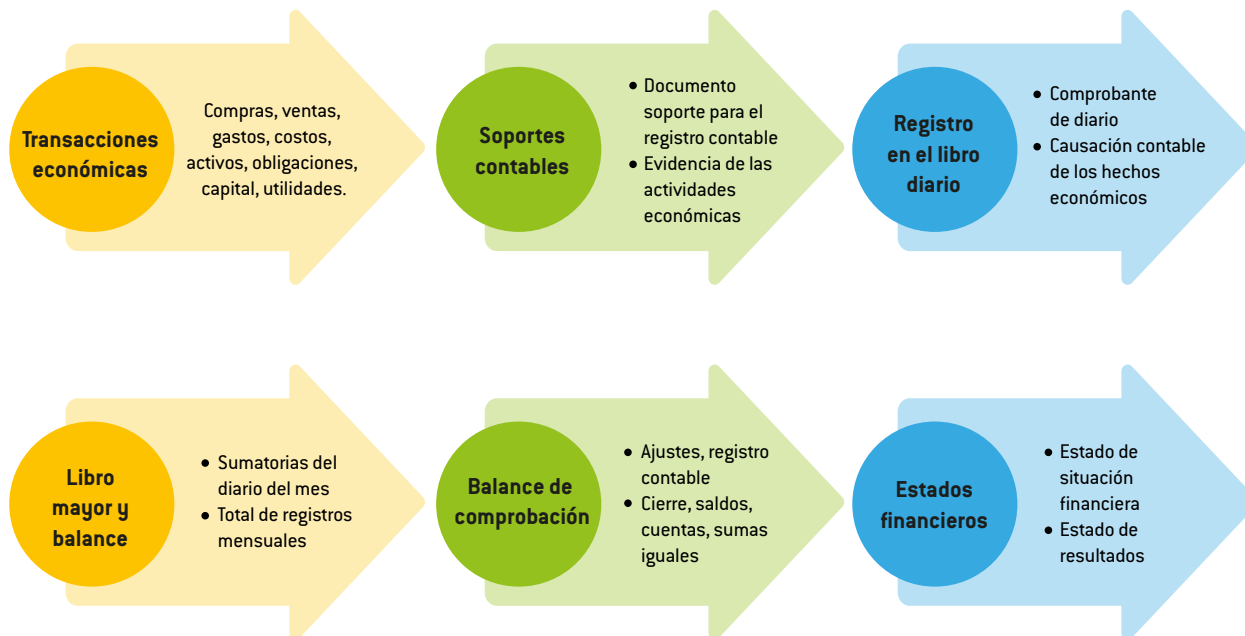 Transacciones
económicas
Compras, ventas,
gastos, costos,
activos, obligaciones,
capital, utilidades.
Soportes
contables
• Documento
soporte para el
registro contable
• Evidencia de las
actividades
económicas
Registro
en el libro
diario
• Comprobante
de diario
• Causación contable
de los hechos
económicos
Libro
mayor y
balance
• Sumatorias del
diario del mes
• Total de registros
mensuales
Balance de
comprobación
• Ajustes, registro
contable
• Cierre, saldos,
cuentas, sumas
iguales
Estados
financieros
• Estado de
situación
financiera
• Estado de
resultados